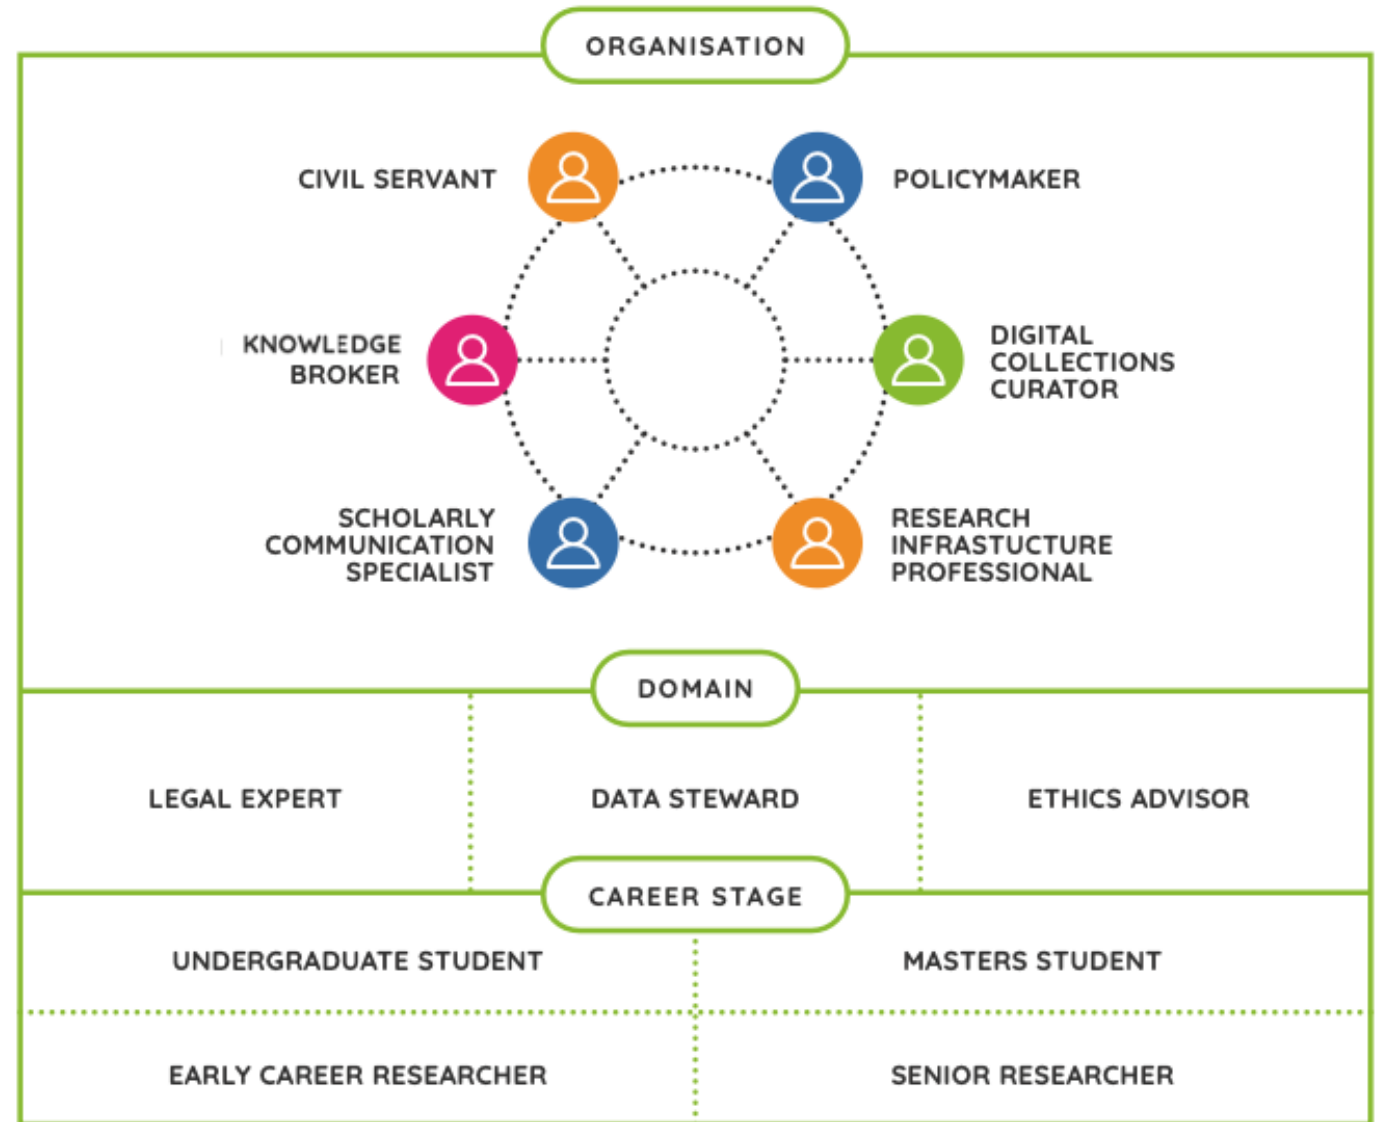 ORGANISATION
CIVIL SERVANT
POLICYMAKER
KNOWLEDGE
BROKER
DIGITAL
COLLECTIONS
CURATOR
SCHOLARLY
COMMUNICATION
SPECIALIST
RESEARCH
INFRASTUCTURE
PROFESSIONAL
DOMAIN
LEGAL EXPERT
DATA STEWARD
ETHICS ADVISOR
CAREER STAGE
UNDERGRADUATE STUDENT
MASTERS STUDENT
EARLY CAREER RESEARCHER
SENIOR RESEARCHER